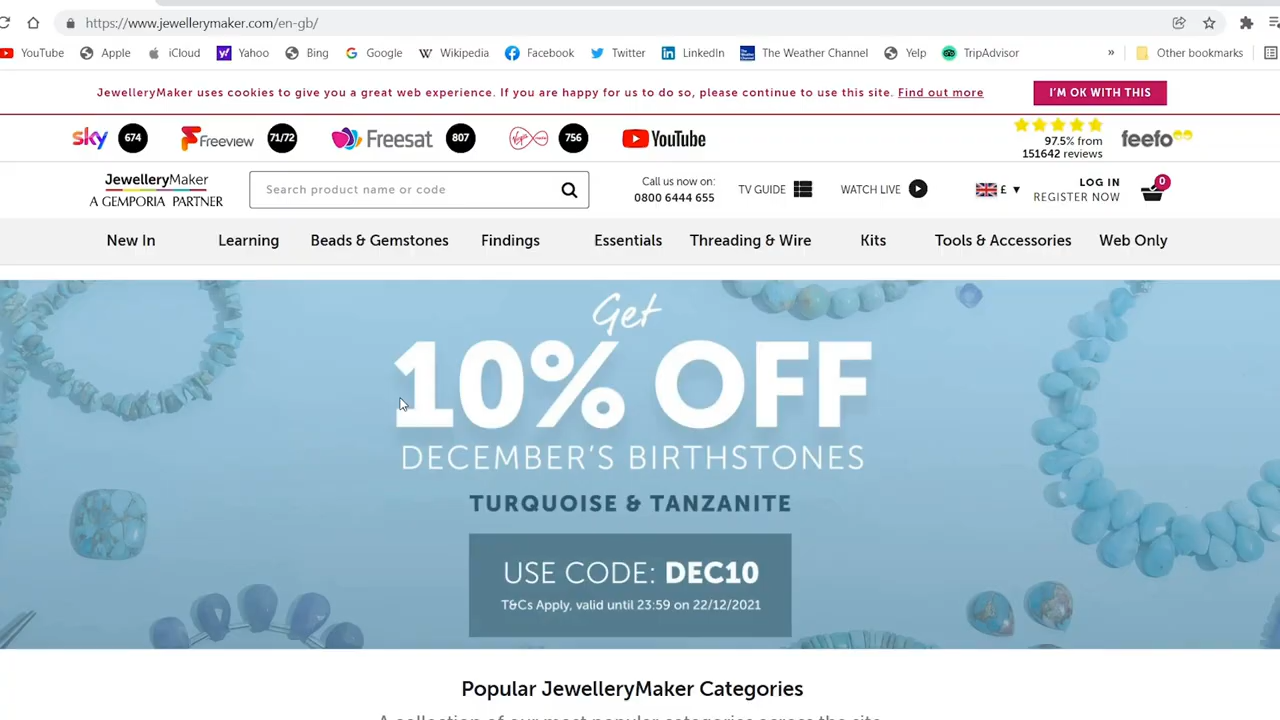 https://www.jewellerymaker.com/en-gb/
YouTube Apple iCloud Yahoo Bing Google Wikipedia Facebook Twitter LinkedIn The Weather Channel Yelp TripAdvisor » Other bookmarks
JewelleryMaker uses cookies to give you a great web experience. If you are happy for us to do so, please continue to use this site. Find out more
I'M OK WITH THIS
sky 674 Freeview 71/72 Freesat 807 Virgin media 756 YouTube
97.5% from
151642 reviews
feefo
JewelleryMaker
A GEMPORIA PARTNER
Search product name or code
Call us now on:
0800 6444 655
TV GUIDE
WATCH LIVE
£
LOG IN
REGISTER NOW
0
New In Learning Beads & Gemstones Findings Essentials Threading & Wire Kits Tools & Accessories Web Only
Get
10% OFF
DECEMBER'S BIRTHSTONES
TURQUOISE & TANZANITE
USE CODE: DEC10
T&Cs Apply, valid until 23:59 on 22/12/2021
Popular JewelleryMaker Categories
A collection of our most popular categories across the site